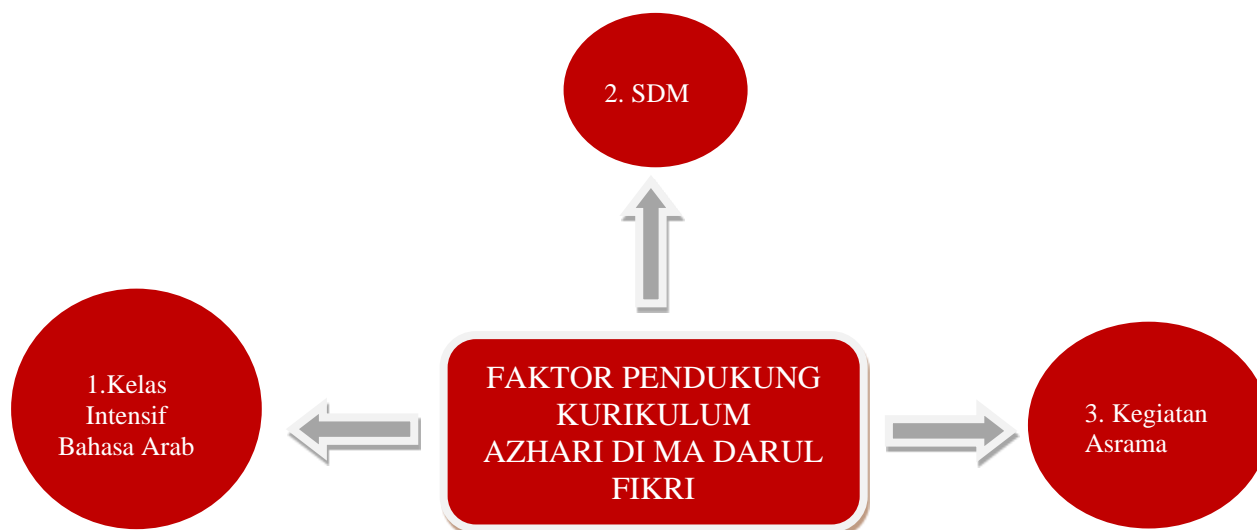 2. SDM
1.Kelas
Intensif
Bahasa Arab
FAKTOR PENDUKUNG
KURIKULUM
AZHARI DI MA DARUL
FIKRI
3. Kegiatan
Asrama